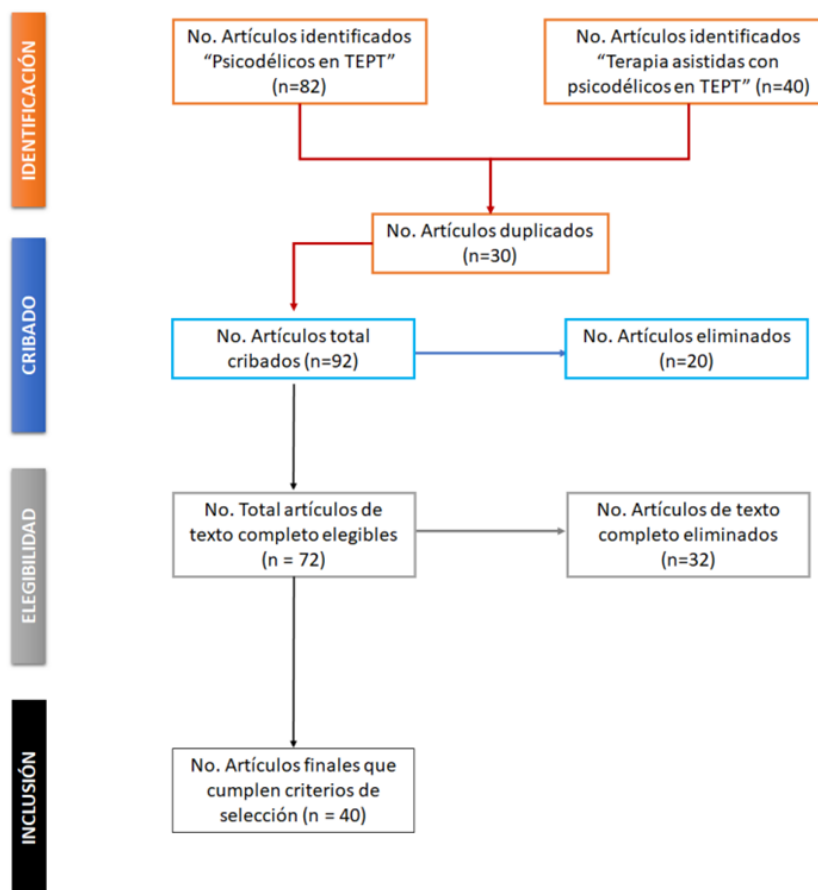 IDENTIFICACIÓN
No. Artículos identificados
“Psicodélicos en TEPT”
(n=82)
No. Artículos identificados
“Terapia asistidas con
psicodélicos en TEPT” (n=40)
No. Artículos duplicados
(n=30)
CRIBADO
No. Artículos total
cribados (n=92)
No. Artículos eliminados
(n=20)
ELEGIBILIDAD
No. Total artículos de
texto completo elegibles
(n = 72)
No. Artículos de texto
completo eliminados
(n=32)
INCLUSIÓN
No. Artículos finales que
cumplen criterios de
selección (n = 40)